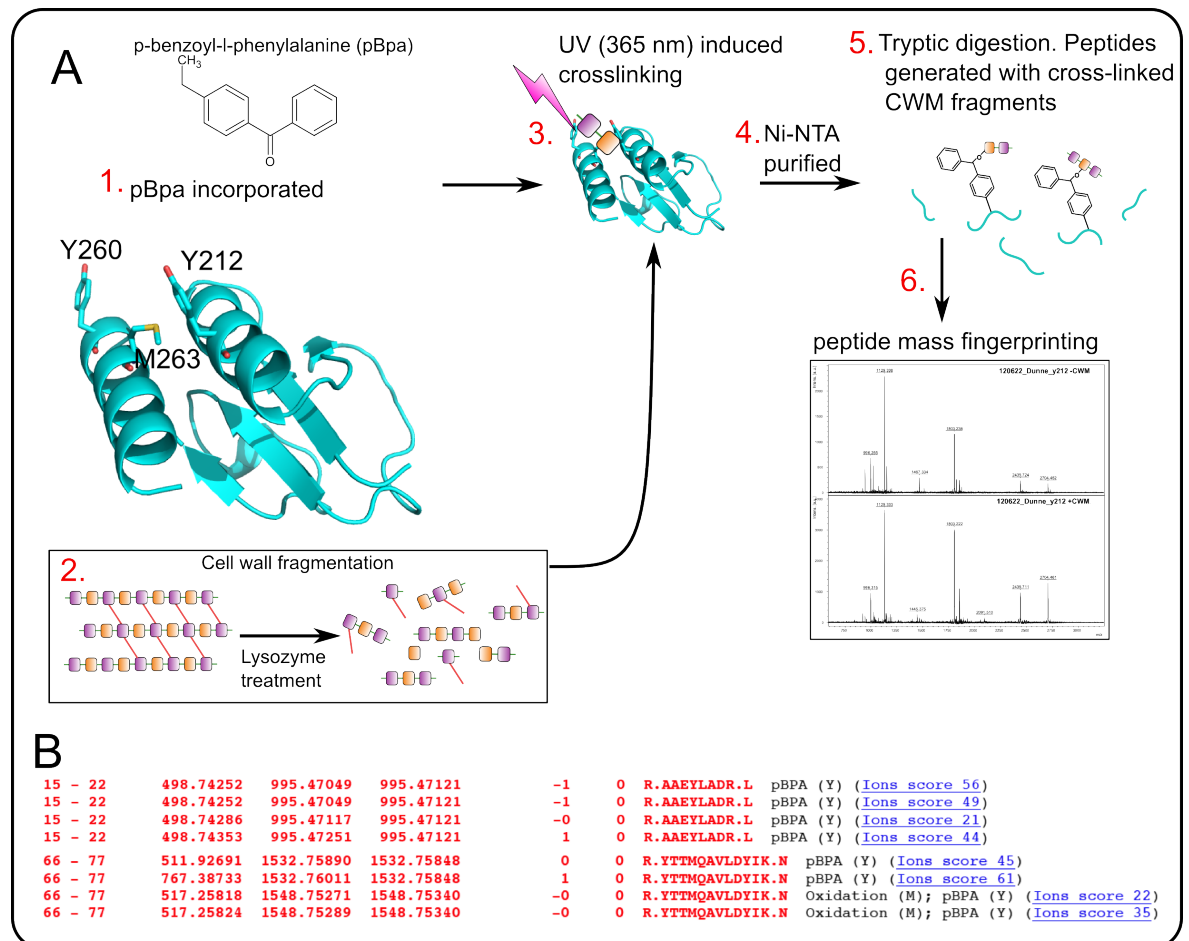 A
p-benzoyl-l-phenylalanine (pBpa)
CH3
O
1. pBpa incorporated
UV (365 nm) induced
crosslinking
3.
4. Ni-NTA
purified
5. Tryptic digestion. Peptides
generated with cross-linked
CWM fragments
O
O
Y260
Y212
M263
6.
peptide mass fingerprinting
120622_Dunne_y212 -CWM
120622_Dunne_y212 +CWM
2.
Cell wall fragmentation
Lysozyme
treatment
B
15 - 22 498.74252 995.47049 995.47121 -1 0 R.AAEYLADR.L pBPA (Y) (Ions score 56)
15 - 22 498.74252 995.47049 995.47121 -1 0 R.AAEYLADR.L pBPA (Y) (Ions score 49)
15 - 22 498.74286 995.47117 995.47121 -0 0 R.AAEYLADR.L pBPA (Y) (Ions score 21)
15 - 22 498.74353 995.47251 995.47121 1 0 R.AAEYLADR.L pBPA (Y) (Ions score 44)
66 - 77 511.92691 1532.75890 1532.75848 0 0 R.YTTMQAVLDYIK.N pBPA (Y) (Ions score 45)
66 - 77 767.38733 1532.76011 1532.75848 1 0 R.YTTMQAVLDYIK.N pBPA (Y) (Ions score 61)
66 - 77 517.25818 1548.75271 1548.75340 -0 0 R.YTTMQAVLDYIK.N Oxidation (M); pBPA (Y) (Ions score 22)
66 - 77 517.25824 1548.75289 1548.75340 -0 0 R.YTTMQAVLDYIK.N Oxidation (M); pBPA (Y) (Ions score 35)